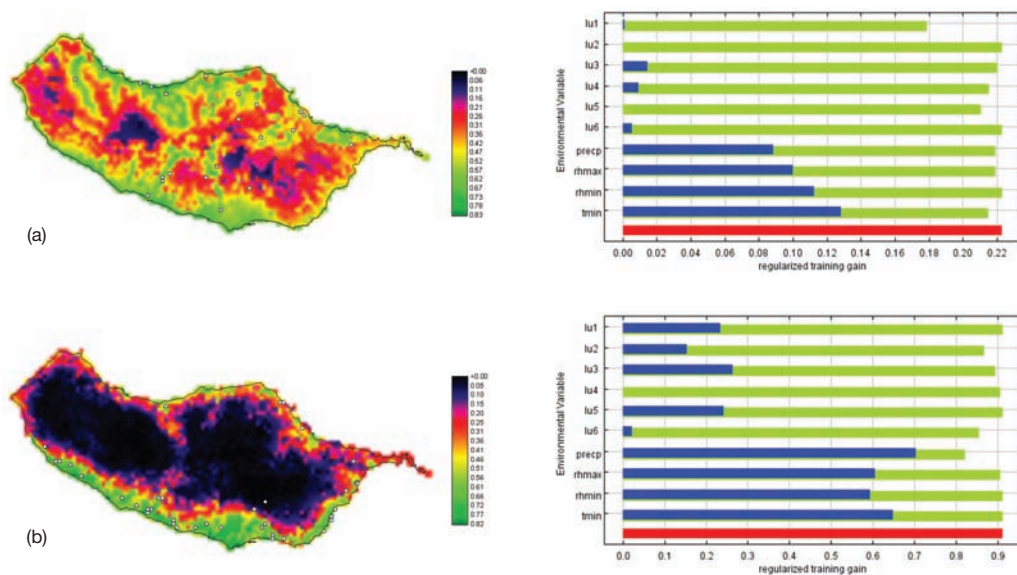 +0.00
0.05
0.11
0.16
0.21
0.26
0.31
0.36
0.42
0.47
0.52
0.57
0.62
0.67
0.73
0.78
0.83
(a)
Environmental Variable
lu1
lu2
lu3
lu4
lu5
lu6
precp
rhmax
rhmin
tmin
0.00 0.02 0.04 0.06 0.08 0.10 0.12 0.14 0.16 0.18 0.20 0.22
regularized training gain
+0.00
0.05
0.10
0.15
0.20
0.25
0.31
0.36
0.41
0.46
0.51
0.56
0.61
0.66
0.72
0.77
0.82
(b)
Environmental Variable
lu1
lu2
lu3
lu4
lu5
lu6
precp
rhmax
rhmin
tmin
0.0 0.1 0.2 0.3 0.4 0.5 0.6 0.7 0.8 0.9
regularized training gain